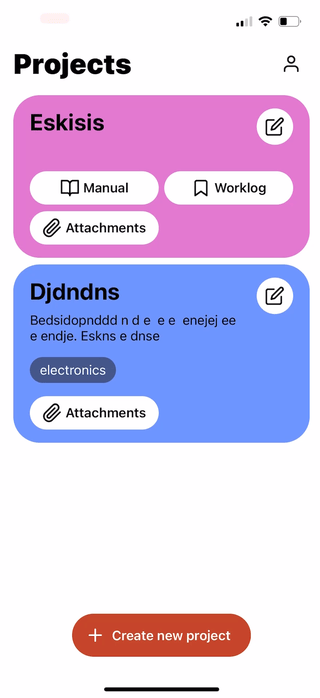 Projects
Eskisis
Manual
Worklog
Attachments
Djdndns
Bedsidopnddd n d e e e enejej ee
e endje. Eskns e dnse
electronics
Attachments
Create new project